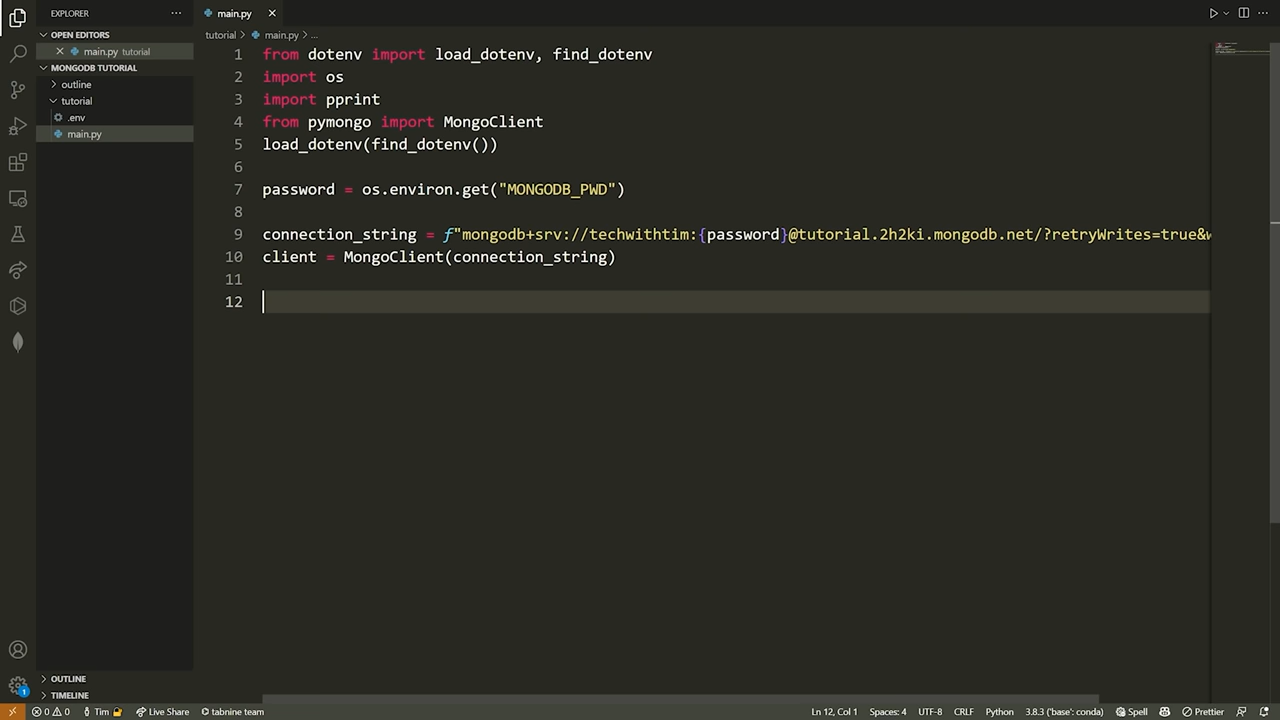 EXPLORER
OPEN EDITORS
main.py tutorial
MONGODB TUTORIAL
outline
tutorial
.env
main.py
OUTLINE
TIMELINE
main.py
tutorial > main.py > ...
1 from dotenv import load_dotenv, find_dotenv
2 import os
3 import pprint
4 from pymongo import MongoClient
5 load_dotenv(find_dotenv())
6
7 password = os.environ.get("MONGODB_PWD")
8
9 connection_string = f"mongodb+srv://techwithtim:{password}@tutorial.2h2ki.mongodb.net/?retryWrites=true&w
10 client = MongoClient(connection_string)
11
12
1
0 0 Tim Live Share tabnine team Ln 12, Col 1 Spaces: 4 UTF-8 CRLF Python 3.8.3 ('base': conda) Spell Prettier